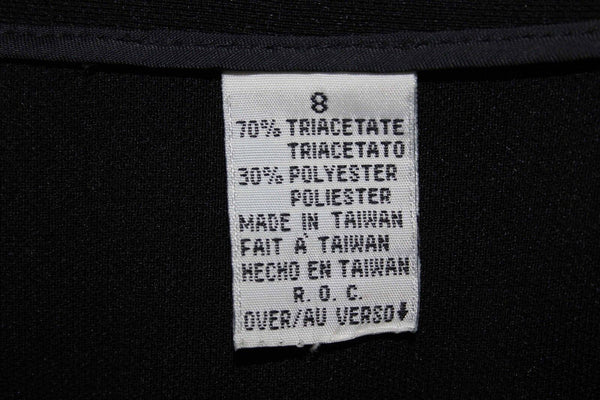 8
70% TRIACETATE
TRIACETATO
30% POLYESTER
POLIESTER
MADE IN TAIWAN
FAIT À TAIWAN
HECHO EN TAIWAN
R. O. C.
OVER/AU VERSO↓